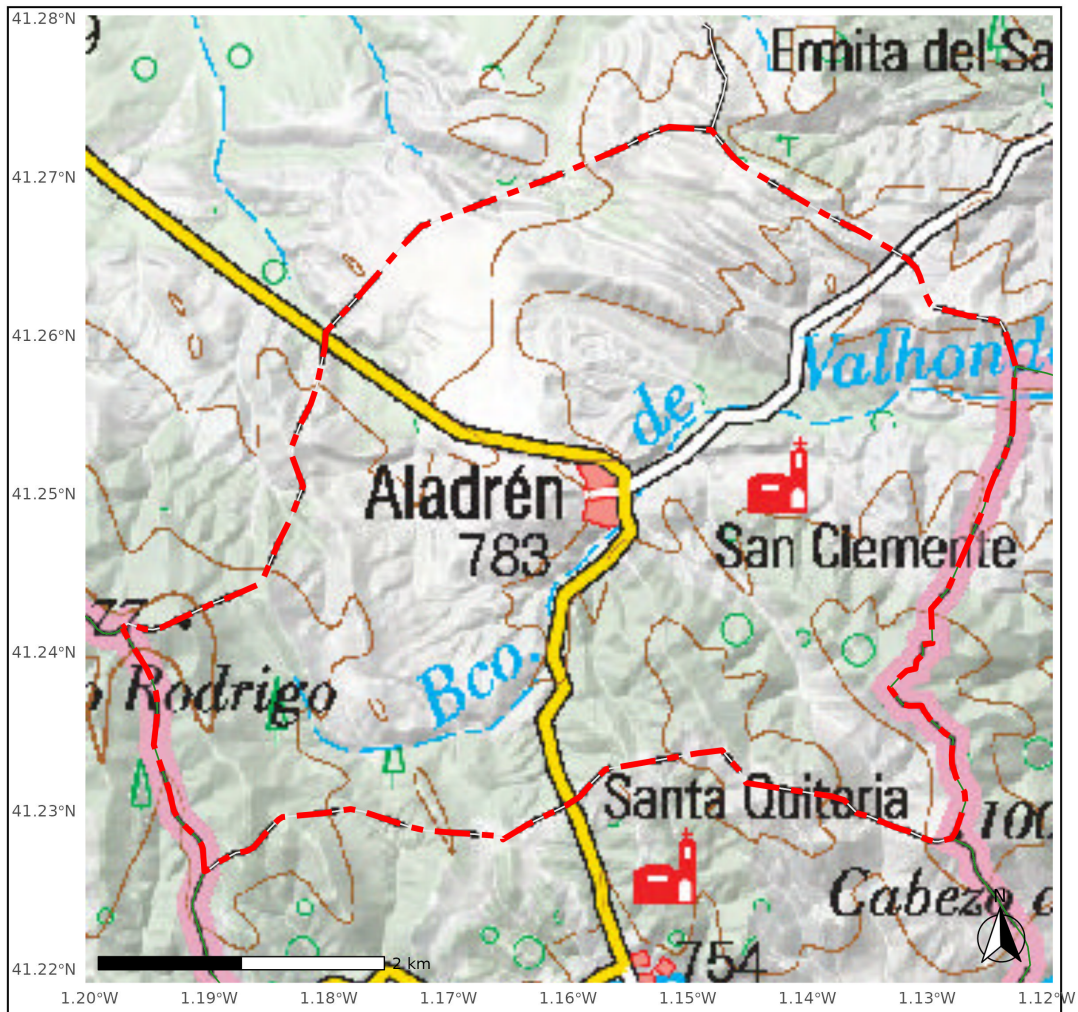 41.28°N
9
Ermita del Sa
41.27°N
41.26°N
Valhond
de
41.25°N
Aladrén
783
San Clemente
77
41.24°N
Rodrigo
Bco.
41.23°N
Santa Quiteria
100
Cabezo
N
754
41.22°N
2 km
1.20°W 1.19°W 1.18°W 1.17°W 1.16°W 1.15°W 1.14°W 1.13°W 1.12°W